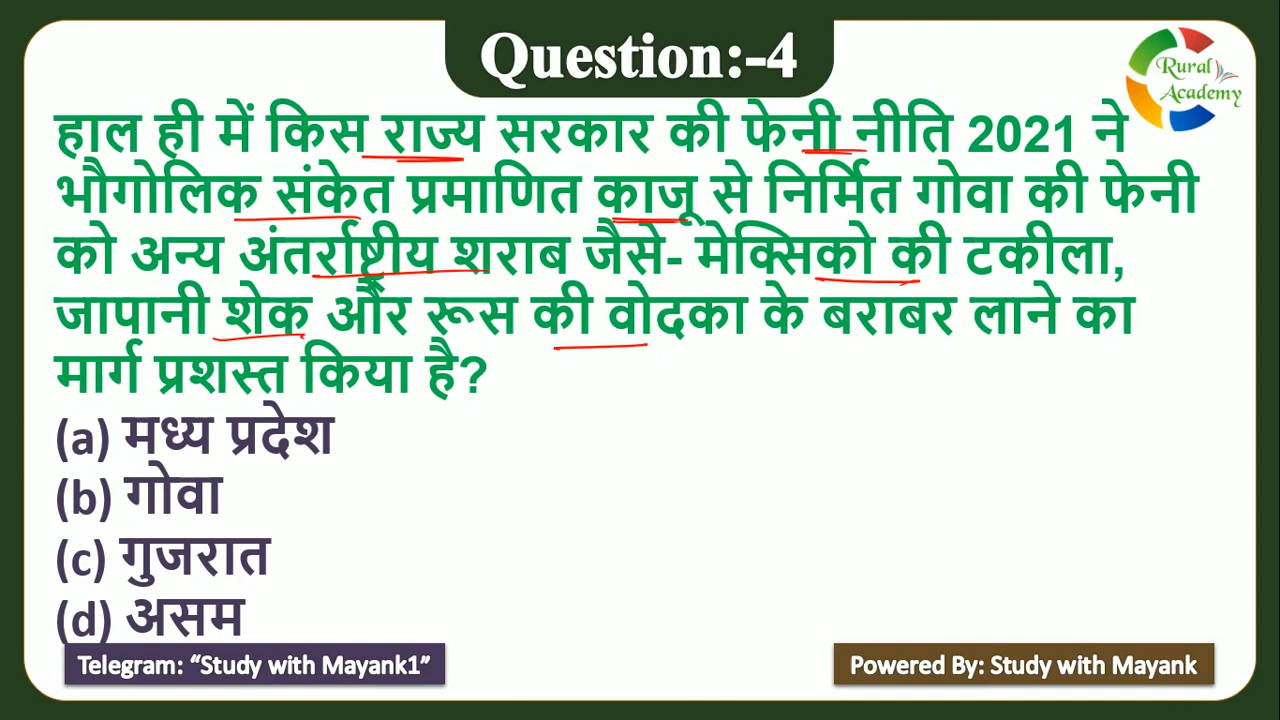 Question:-4
Rural
Academy
हाल ही में किस राज्य सरकार की फेनी नीति 2021 ने
भौगोलिक संकेत प्रमाणित काजू से निर्मित गोवा की फेनी
को अन्य अंतर्राष्ट्रीय शराब जैसे- मेक्सिको की टकीला,
जापानी शेक और रूस की वोदका के बराबर लाने का
मार्ग प्रशस्त किया है?
(a) मध्य प्रदेश
(b) गोवा
(c) गुजरात
(d) असम
Telegram: “Study with Mayank1”
Powered By: Study with Mayank